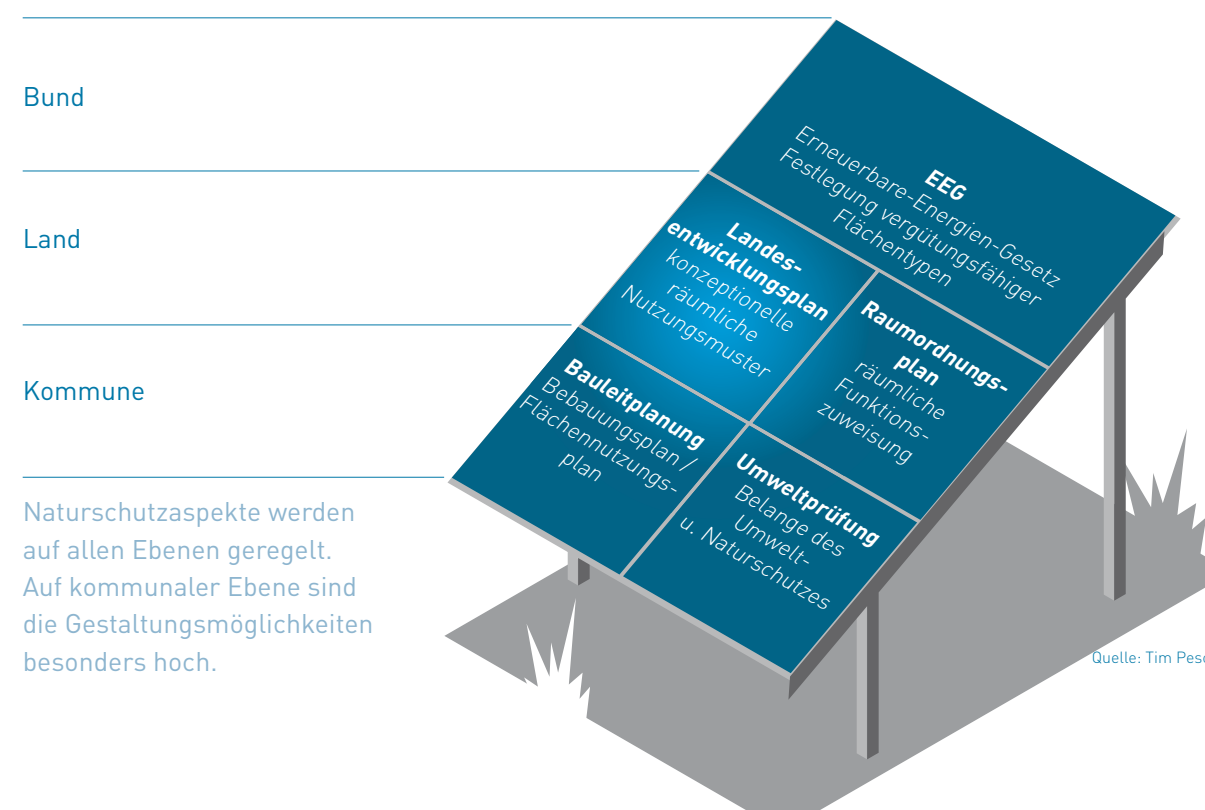 Bund
EEG
Erneuerbare-Energien-Gesetz
Festlegung vergütungsfähiger
Flächentypen
Land
Landes-
entwicklungsplan
konzeptionelle
räumliche
Nutzungsmuster
Raumordnungs-
plan
räumliche
Funktions-
zuweisung
Kommune
Bauleitplanung
Bebauungsplan /
Flächennutzungs-
plan
Umweltprüfung
Belange des
Umwelt-
u. Naturschutzes
Naturschutzaspekte werden
auf allen Ebenen geregelt.
Auf kommunaler Ebene sind
die Gestaltungsmöglichkeiten
besonders hoch.
Quelle: Tim